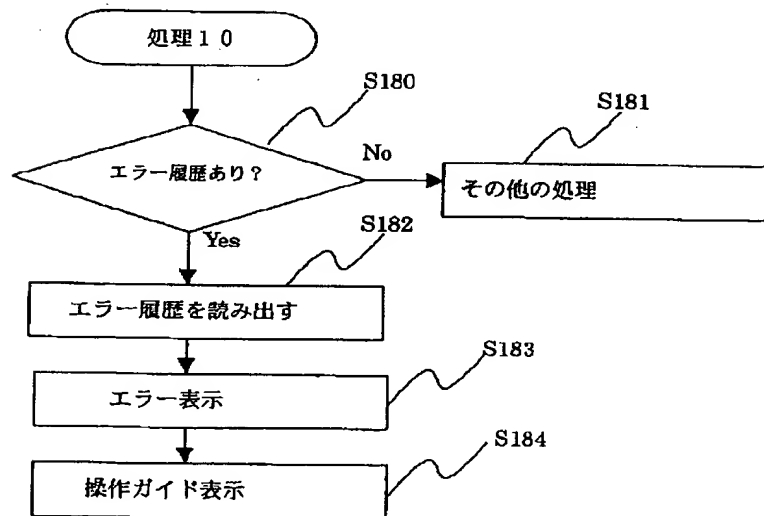 処理１０
S180
S181
エラー履歴あり？
No
その他の処理
Yes
S182
エラー履歴を読み出す
S183
エラー表示
S184
操作ガイド表示